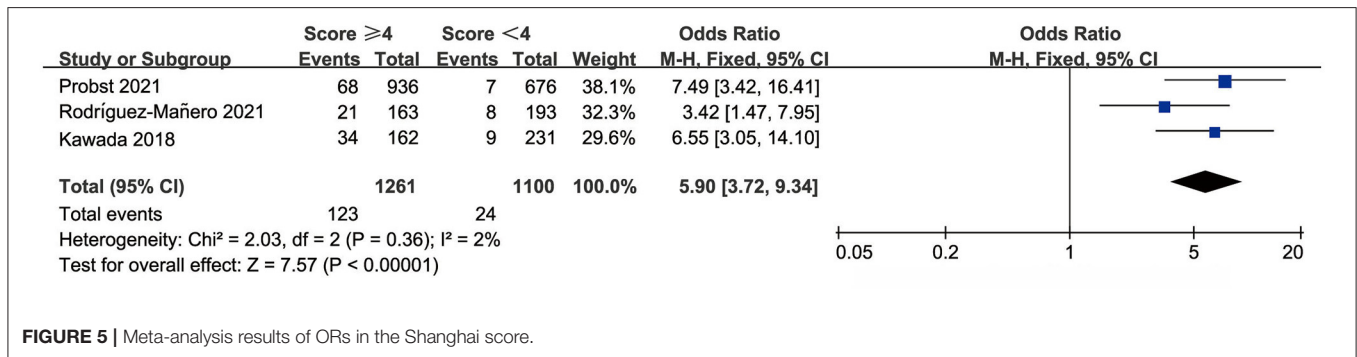 Score ≥4 Score <4 Odds Ratio Odds Ratio
Study or Subgroup Events Total Events Total Weight M-H, Fixed, 95% CI M-H, Fixed, 95% CI
Probst 2021 68 936 7 676 38.1% 7.49 [3.42, 16.41]
Rodríguez-Mañero 2021 21 163 8 193 32.3% 3.42 [1.47, 7.95]
Kawada 2018 34 162 9 231 29.6% 6.55 [3.05, 14.10]
Total (95% CI) 1261 1100 100.0% 5.90 [3.72, 9.34]
Total events 123 24
Heterogeneity: Chi² = 2.03, df = 2 (P = 0.36); I² = 2%
Test for overall effect: Z = 7.57 (P < 0.00001)
0.05 0.2 1 5 20
FIGURE 5 | Meta-analysis results of ORs in the Shanghai score.